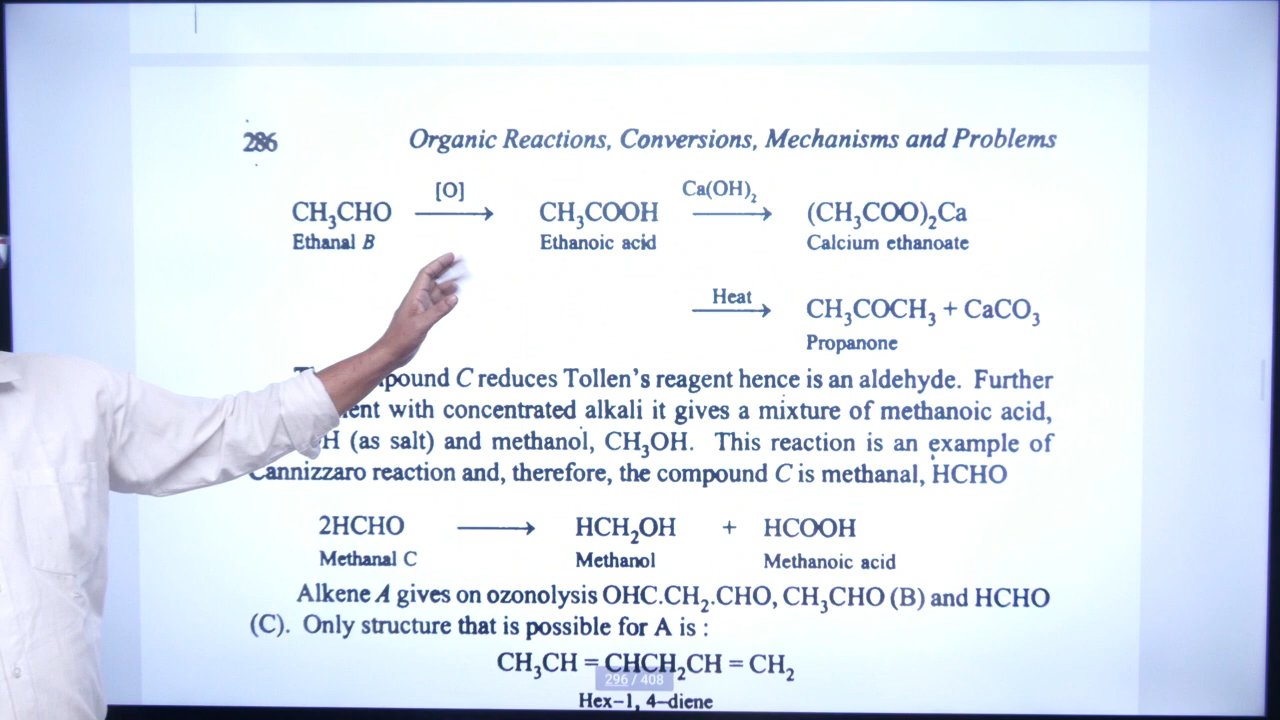 286 Organic Reactions, Conversions, Mechanisms and Problems
[O] Ca(OH)₂
CH₃CHO ⟶ CH₃COOH ⟶ (CH₃COO)₂Ca
Ethanal B Ethanoic acid Calcium ethanoate
Heat
⟶ CH₃COCH₃ + CaCO₃
Propanone
C reduces Tollen's reagent hence is an aldehyde. Further
with concentrated alkali it gives a mixture of methanoic acid,
(as salt) and methanol, CH₃OH. This reaction is an example of
Cannizzaro reaction and, therefore, the compound C is methanal, HCHO
2HCHO ⟶ HCH₂OH + HCOOH
Methanal C Methanol Methanoic acid
Alkene A gives on ozonolysis OHC.CH₂.CHO, CH₃CHO (B) and HCHO
(C). Only structure that is possible for A is :
CH₃CH = CHCH₂CH = CH₂
296 / 408
Hex–1, 4–diene